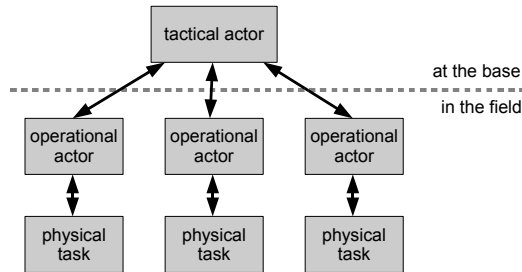 tactical actor
at the base
in the field
operational
actor
operational
actor
operational
actor
physical
task
physical
task
physical
task